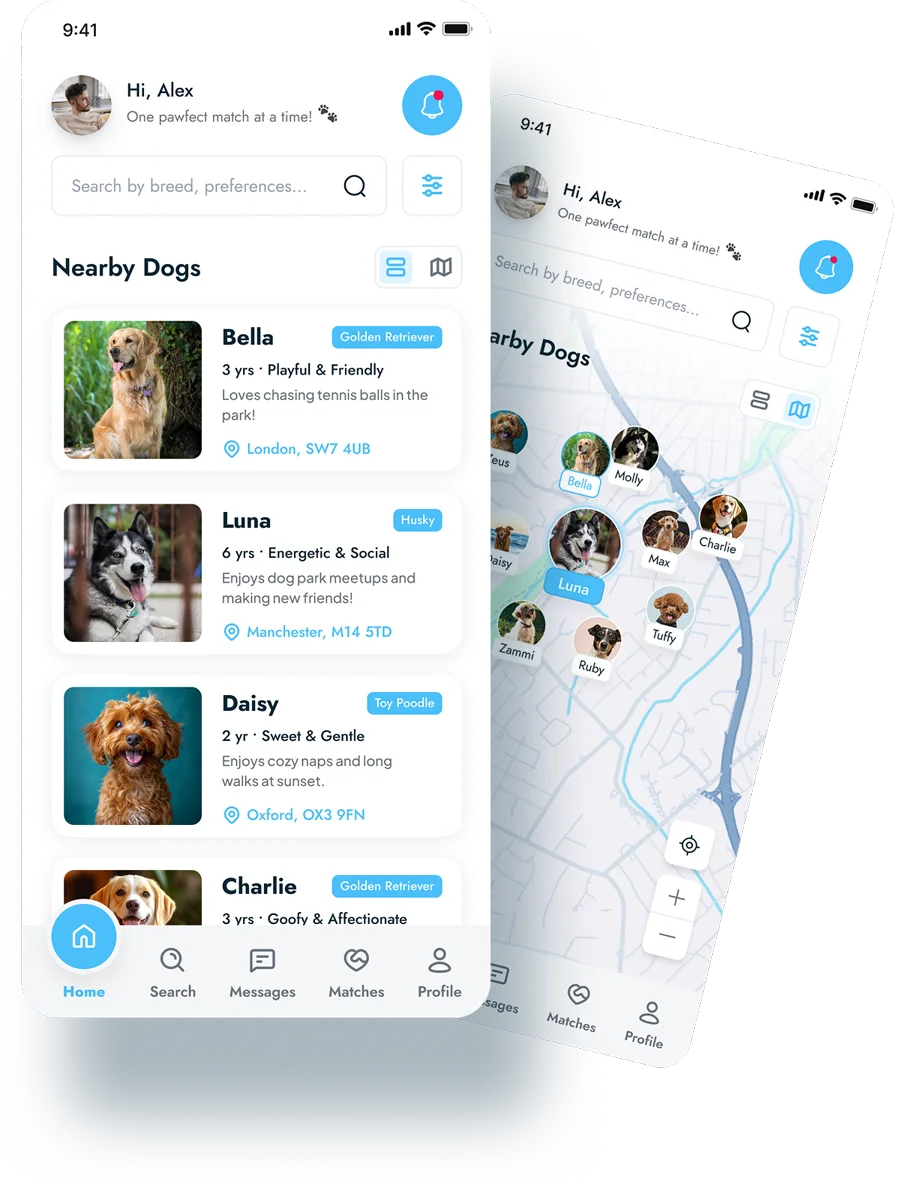 9:41
Hi, Alex
One pawfect match at a time!
Search by breed, preferences...
Nearby Dogs
Bella
Golden Retriever
3 yrs · Playful & Friendly
Loves chasing tennis balls in the
park!
London, SW7 4UB
Luna
Husky
6 yrs · Energetic & Social
Enjoys dog park meetups and
making new friends!
Manchester, M14 5TD
Daisy
Toy Poodle
2 yr · Sweet & Gentle
Enjoys cozy naps and long
walks at sunset.
Oxford, OX3 9FN
Charlie
Golden Retriever
3 yrs · Goofy & Affectionate
Home
Search
Messages
Matches
Profile
9:41
Hi, Alex
One pawfect match at a time!
Search by breed, preferences...
arby Dogs
eus
Bella
Molly
Charlie
Max
aisy
Luna
Tuffy
Zammi
Ruby
sages
Matches
Profile